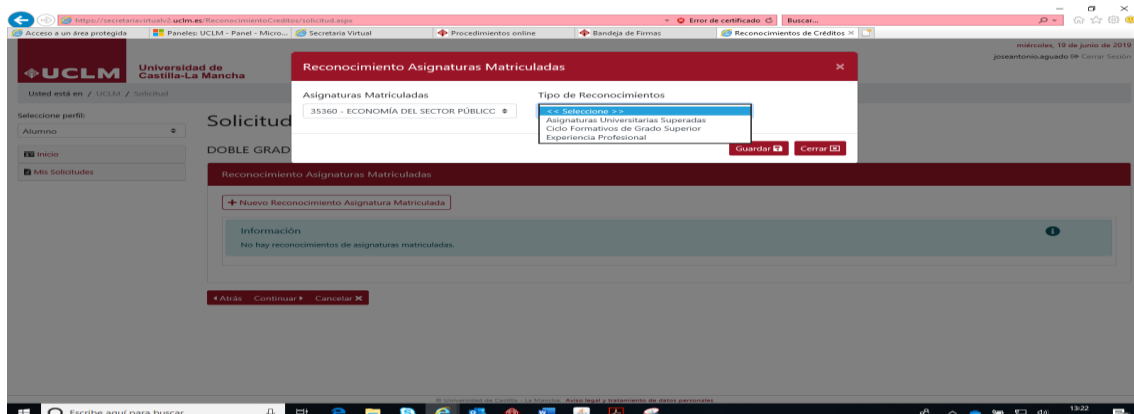 https://secretariavirtualv2.uclm.es/ReconocimientoCreditos/solicitud.aspx
Error de certificado
Buscar...
Acceso a un área protegida
Paneles: UCLM - Panel - Micro...
Secretaria Virtual
Procedimientos online
Bandeja de Firmas
Reconocimientos de Créditos
miércoles, 19 de junio de 2019
joseantonio.aguado
Cerrar Sesión
UCLM
Universidad de
Castilla-La Mancha
Usted está en / UCLM / Solicitud
Seleccione perfil:
Alumno
Inicio
Mis Solicitudes
Solicitud
DOBLE GRAD
Reconocimiento Asignaturas Matriculadas
Asignaturas Matriculadas
35360 - ECONOMÍA DEL SECTOR PÚBLICO
Tipo de Reconocimientos
<< Seleccione >>
Asignaturas Universitarias Superadas
Ciclo Formativos de Grado Superior
Experiencia Profesional
Guardar
Cerrar
Reconocimiento Asignaturas Matriculadas
+ Nuevo Reconocimiento Asignatura Matriculada
Información
No hay reconocimientos de asignaturas matriculadas.
Atrás
Continuar
Cancelar
© Universidad de Castilla - La Mancha. Aviso legal y tratamiento de datos personales
Escribe aquí para buscar
13:22